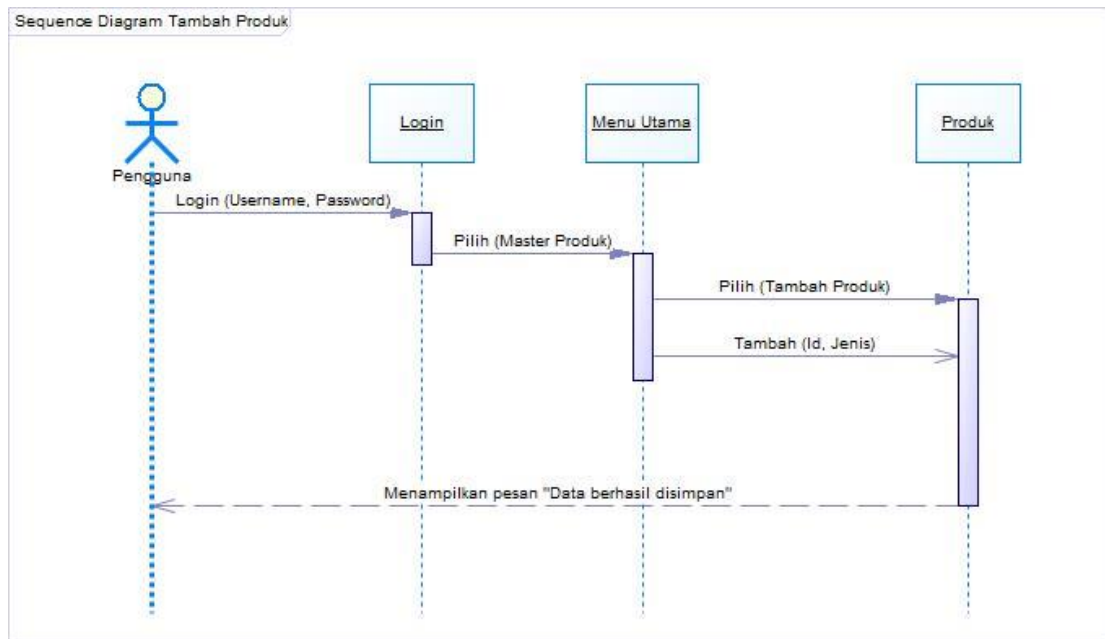 Sequence Diagram Tambah Produk
Login
Menu Utama
Produk
Pengguna
Login (Username, Password)
Pilih (Master Produk)
Pilih (Tambah Produk)
Tambah (Id, Jenis)
Menampilkan pesan "Data berhasil disimpan"